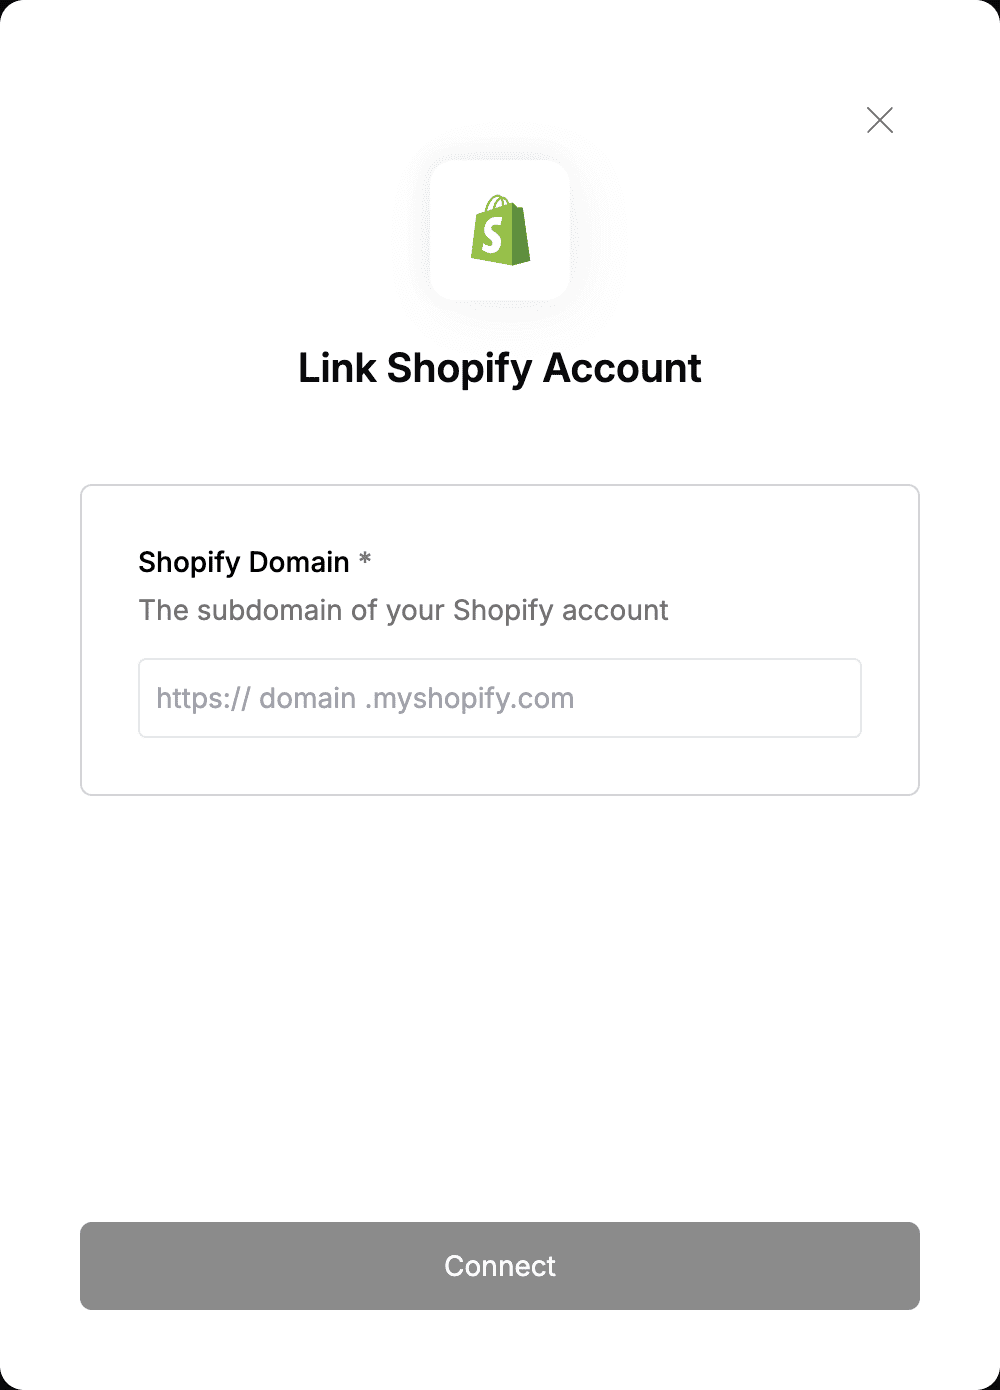 S
Link Shopify Account
Shopify Domain *
The subdomain of your Shopify account
https:// domain .myshopify.com
Connect